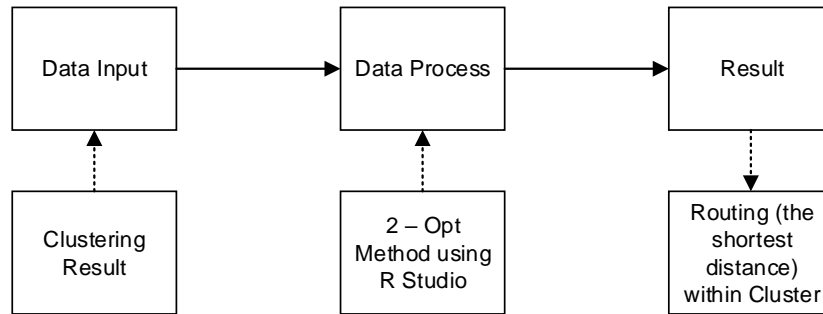 Data Input
Data Process
Result
Clustering
Result
2 – Opt
Method using
R Studio
Routing (the
shortest
distance)
within Cluster